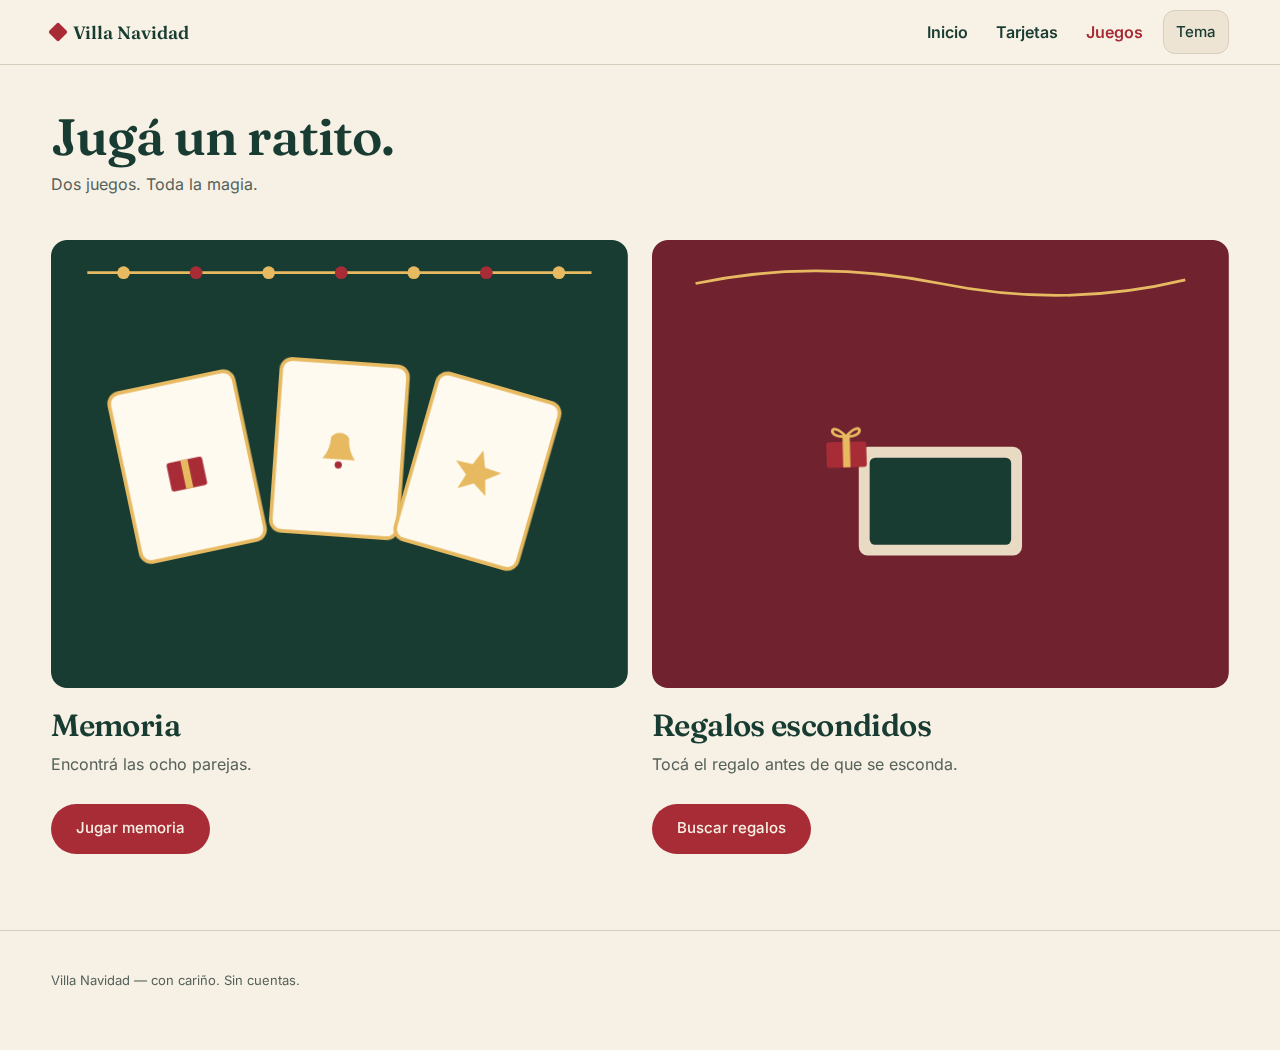 Villa Navidad
Inicio Tarjetas Juegos Tema
Jugá un ratito.
Dos juegos. Toda la magia.
Memoria
Encontrá las ocho parejas.
Jugar memoria
Regalos escondidos
Tocá el regalo antes de que se esconda.
Buscar regalos
Villa Navidad — con cariño. Sin cuentas.